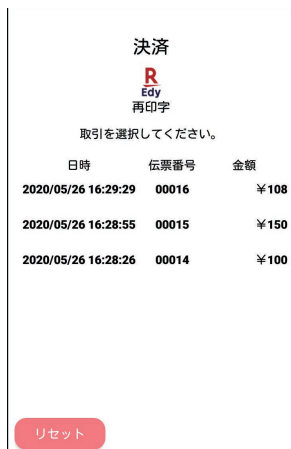 決済
R
Edy
再印字
取引を選択してください。
日時 伝票番号 金額
2020/05/26 16:29:29 00016 ￥108
2020/05/26 16:28:55 00015 ￥150
2020/05/26 16:28:26 00014 ￥100
リセット